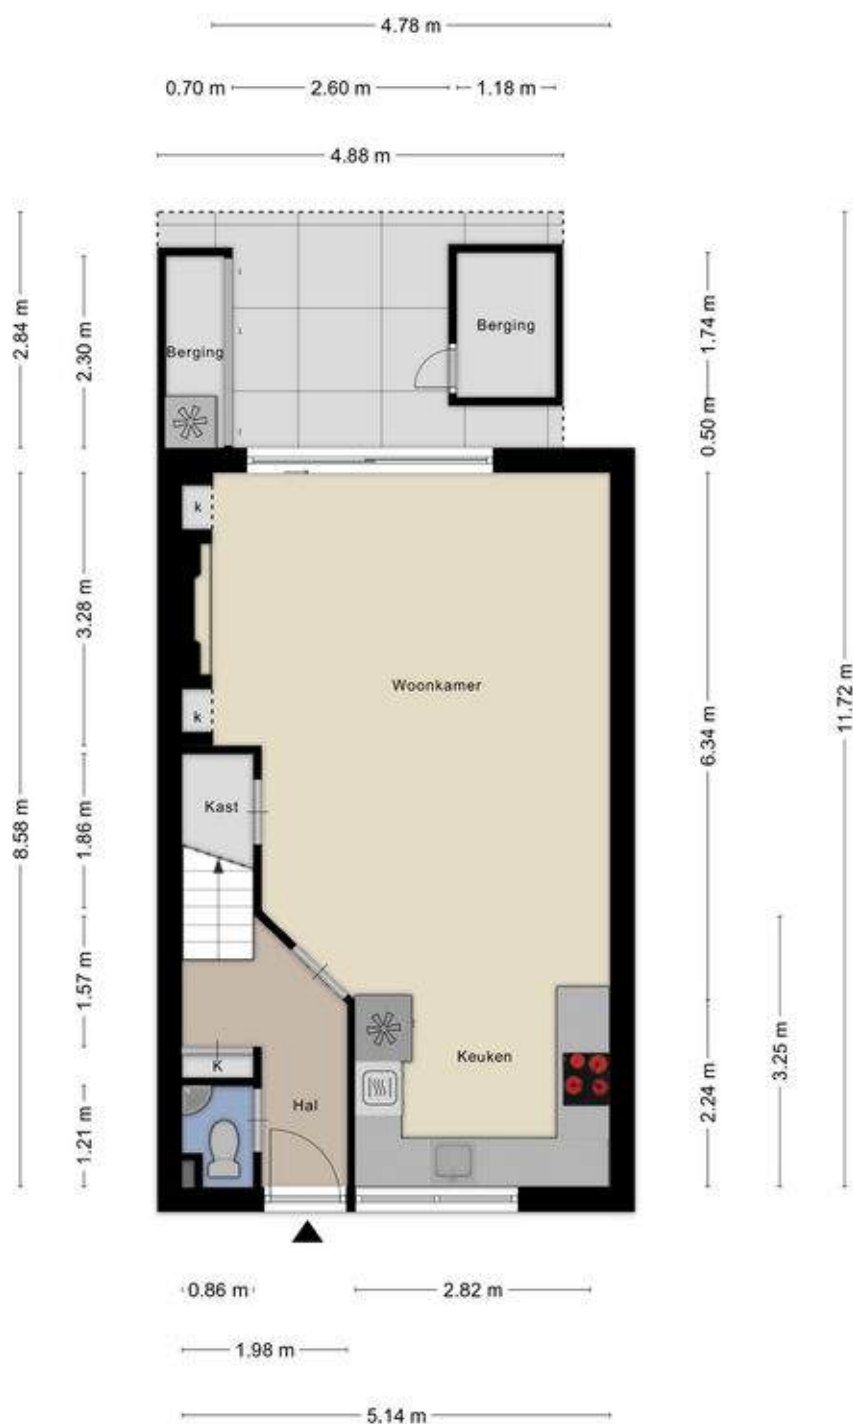 4.78 m
0.70 m 2.60 m 1.18 m
4.88 m
2.84 m
2.30 m
1.74 m
0.50 m
Berging
Berging
k
3.28 m
Woonkamer
k
11.72 m
6.34 m
8.58 m
Kast
1.86 m
1.57 m
3.25 m
Keuken
K
2.24 m
Hal
1.21 m
0.86 m 2.82 m
1.98 m
5.14 m